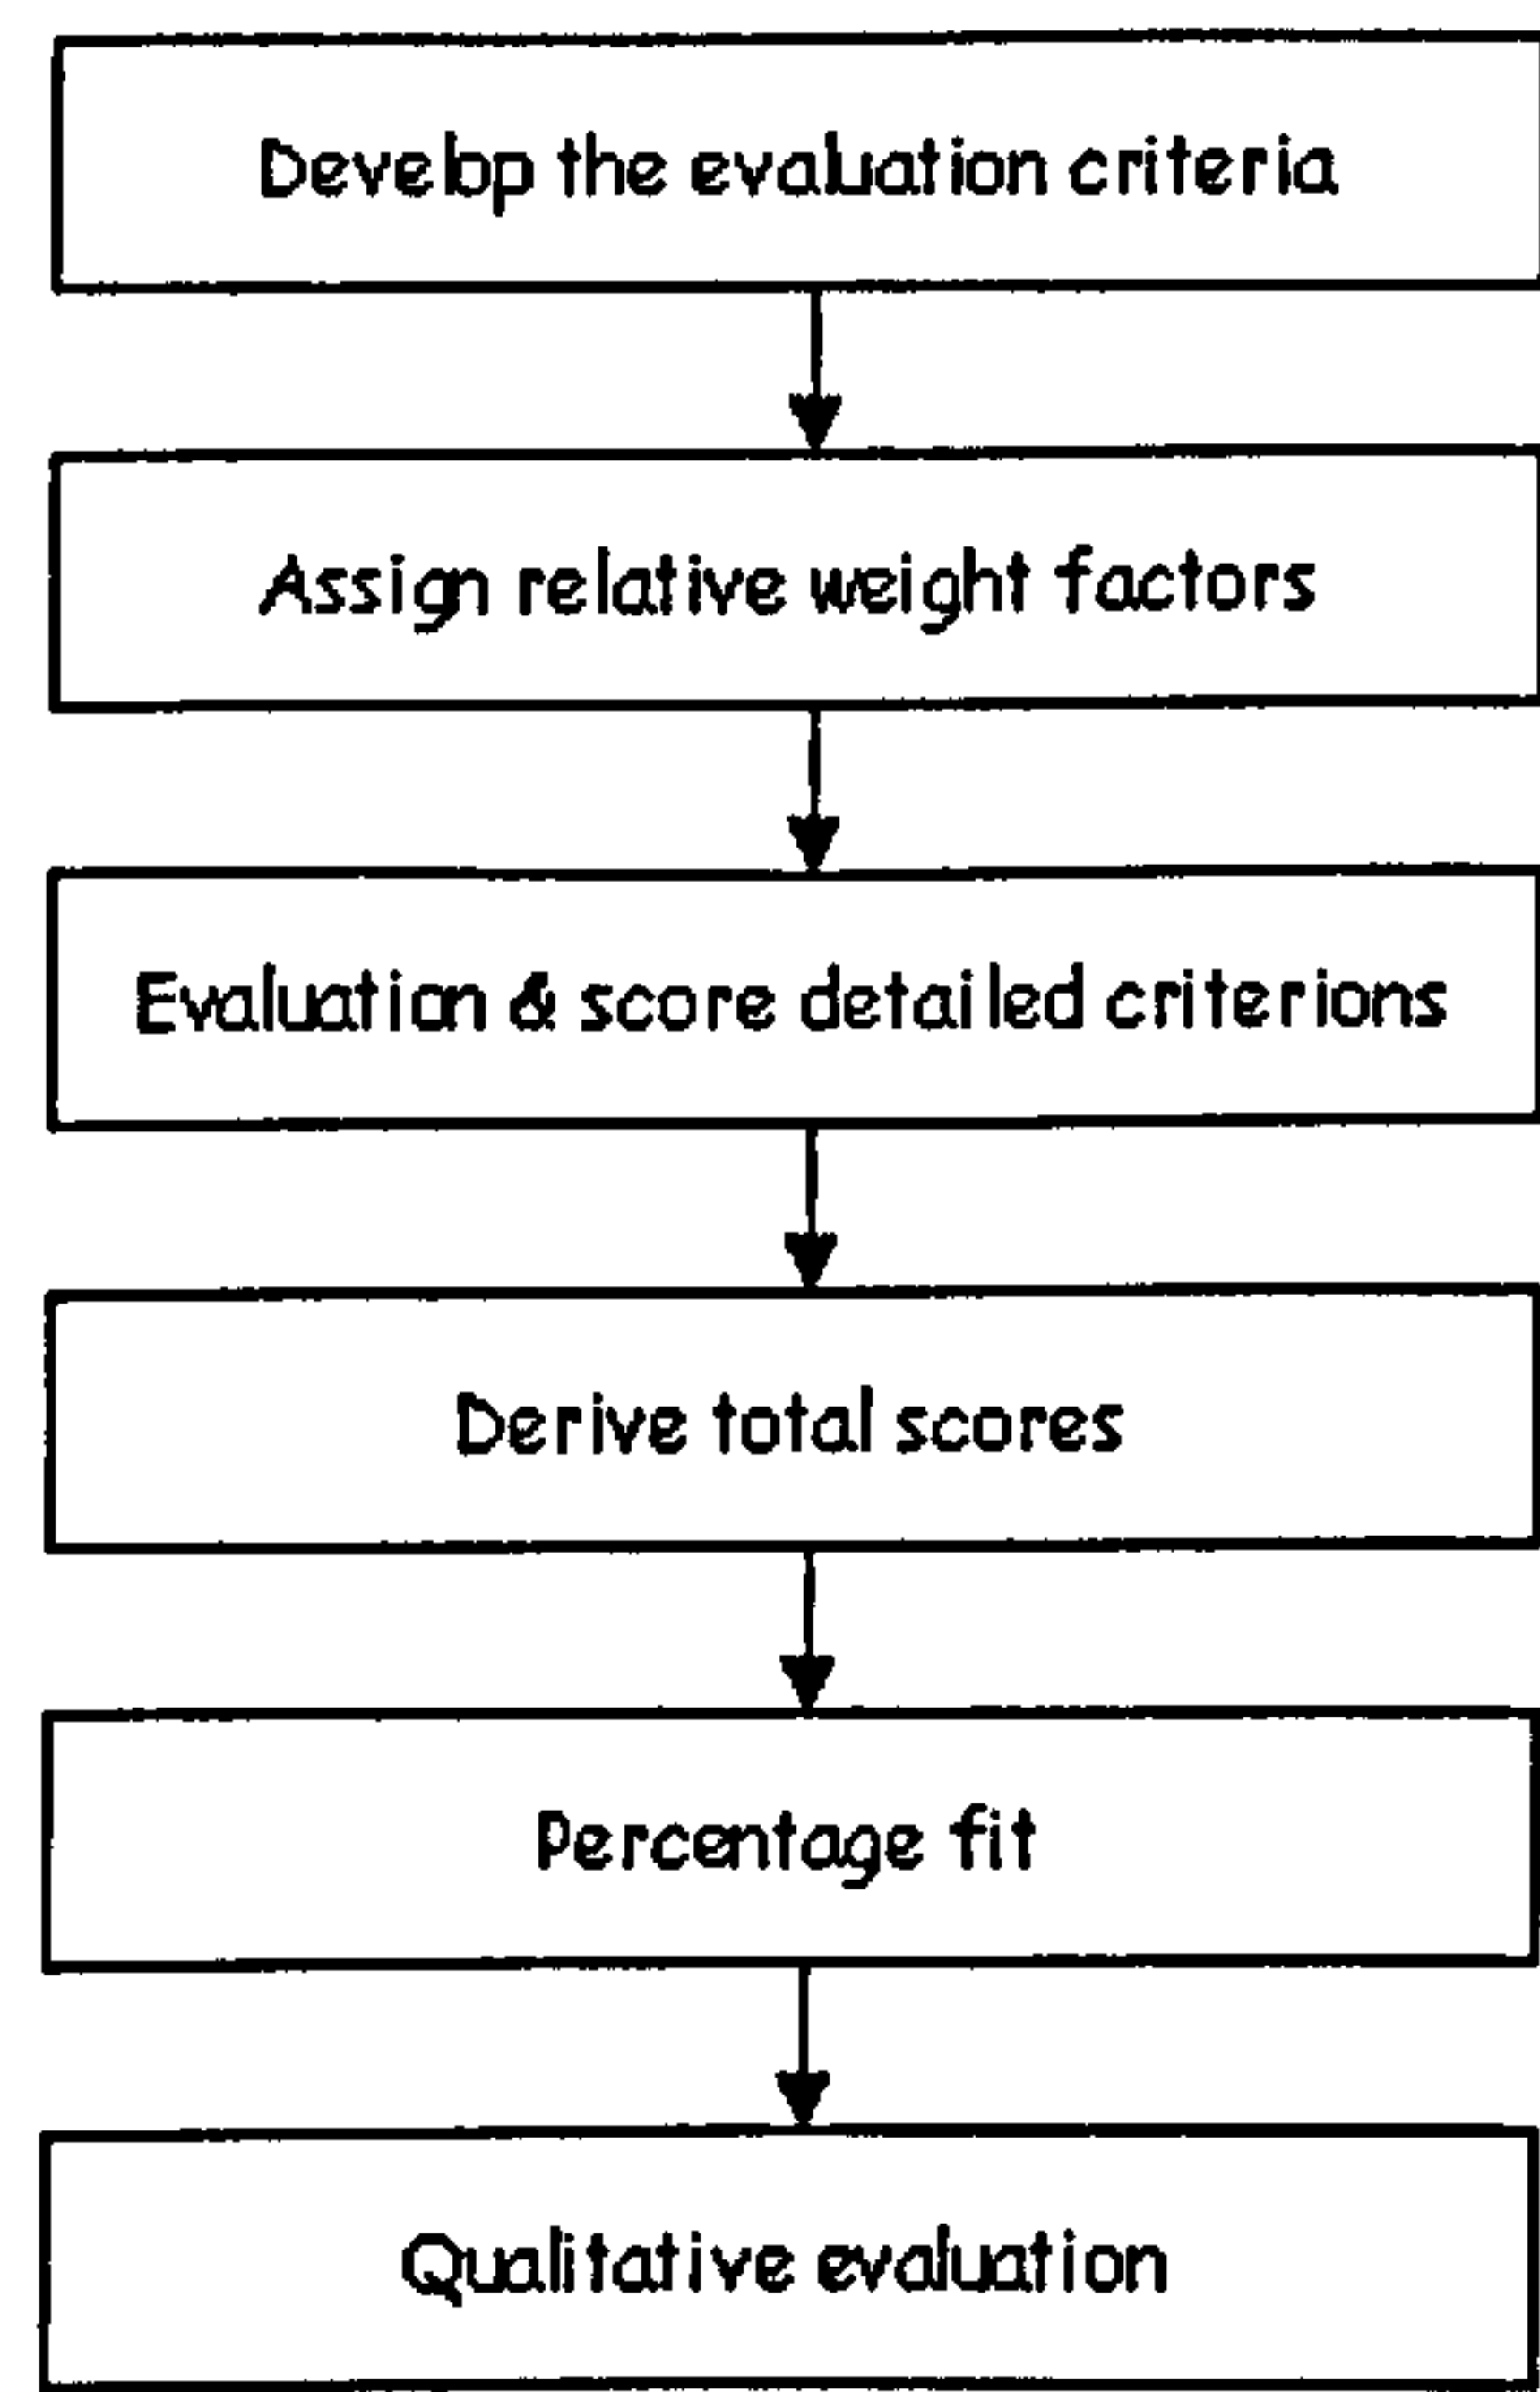 Develop the evaluation criteria
Assign relative weight factors
Evaluation & score detailed criterions
Derive total scores
Percentage fit
Qualitative evaluation